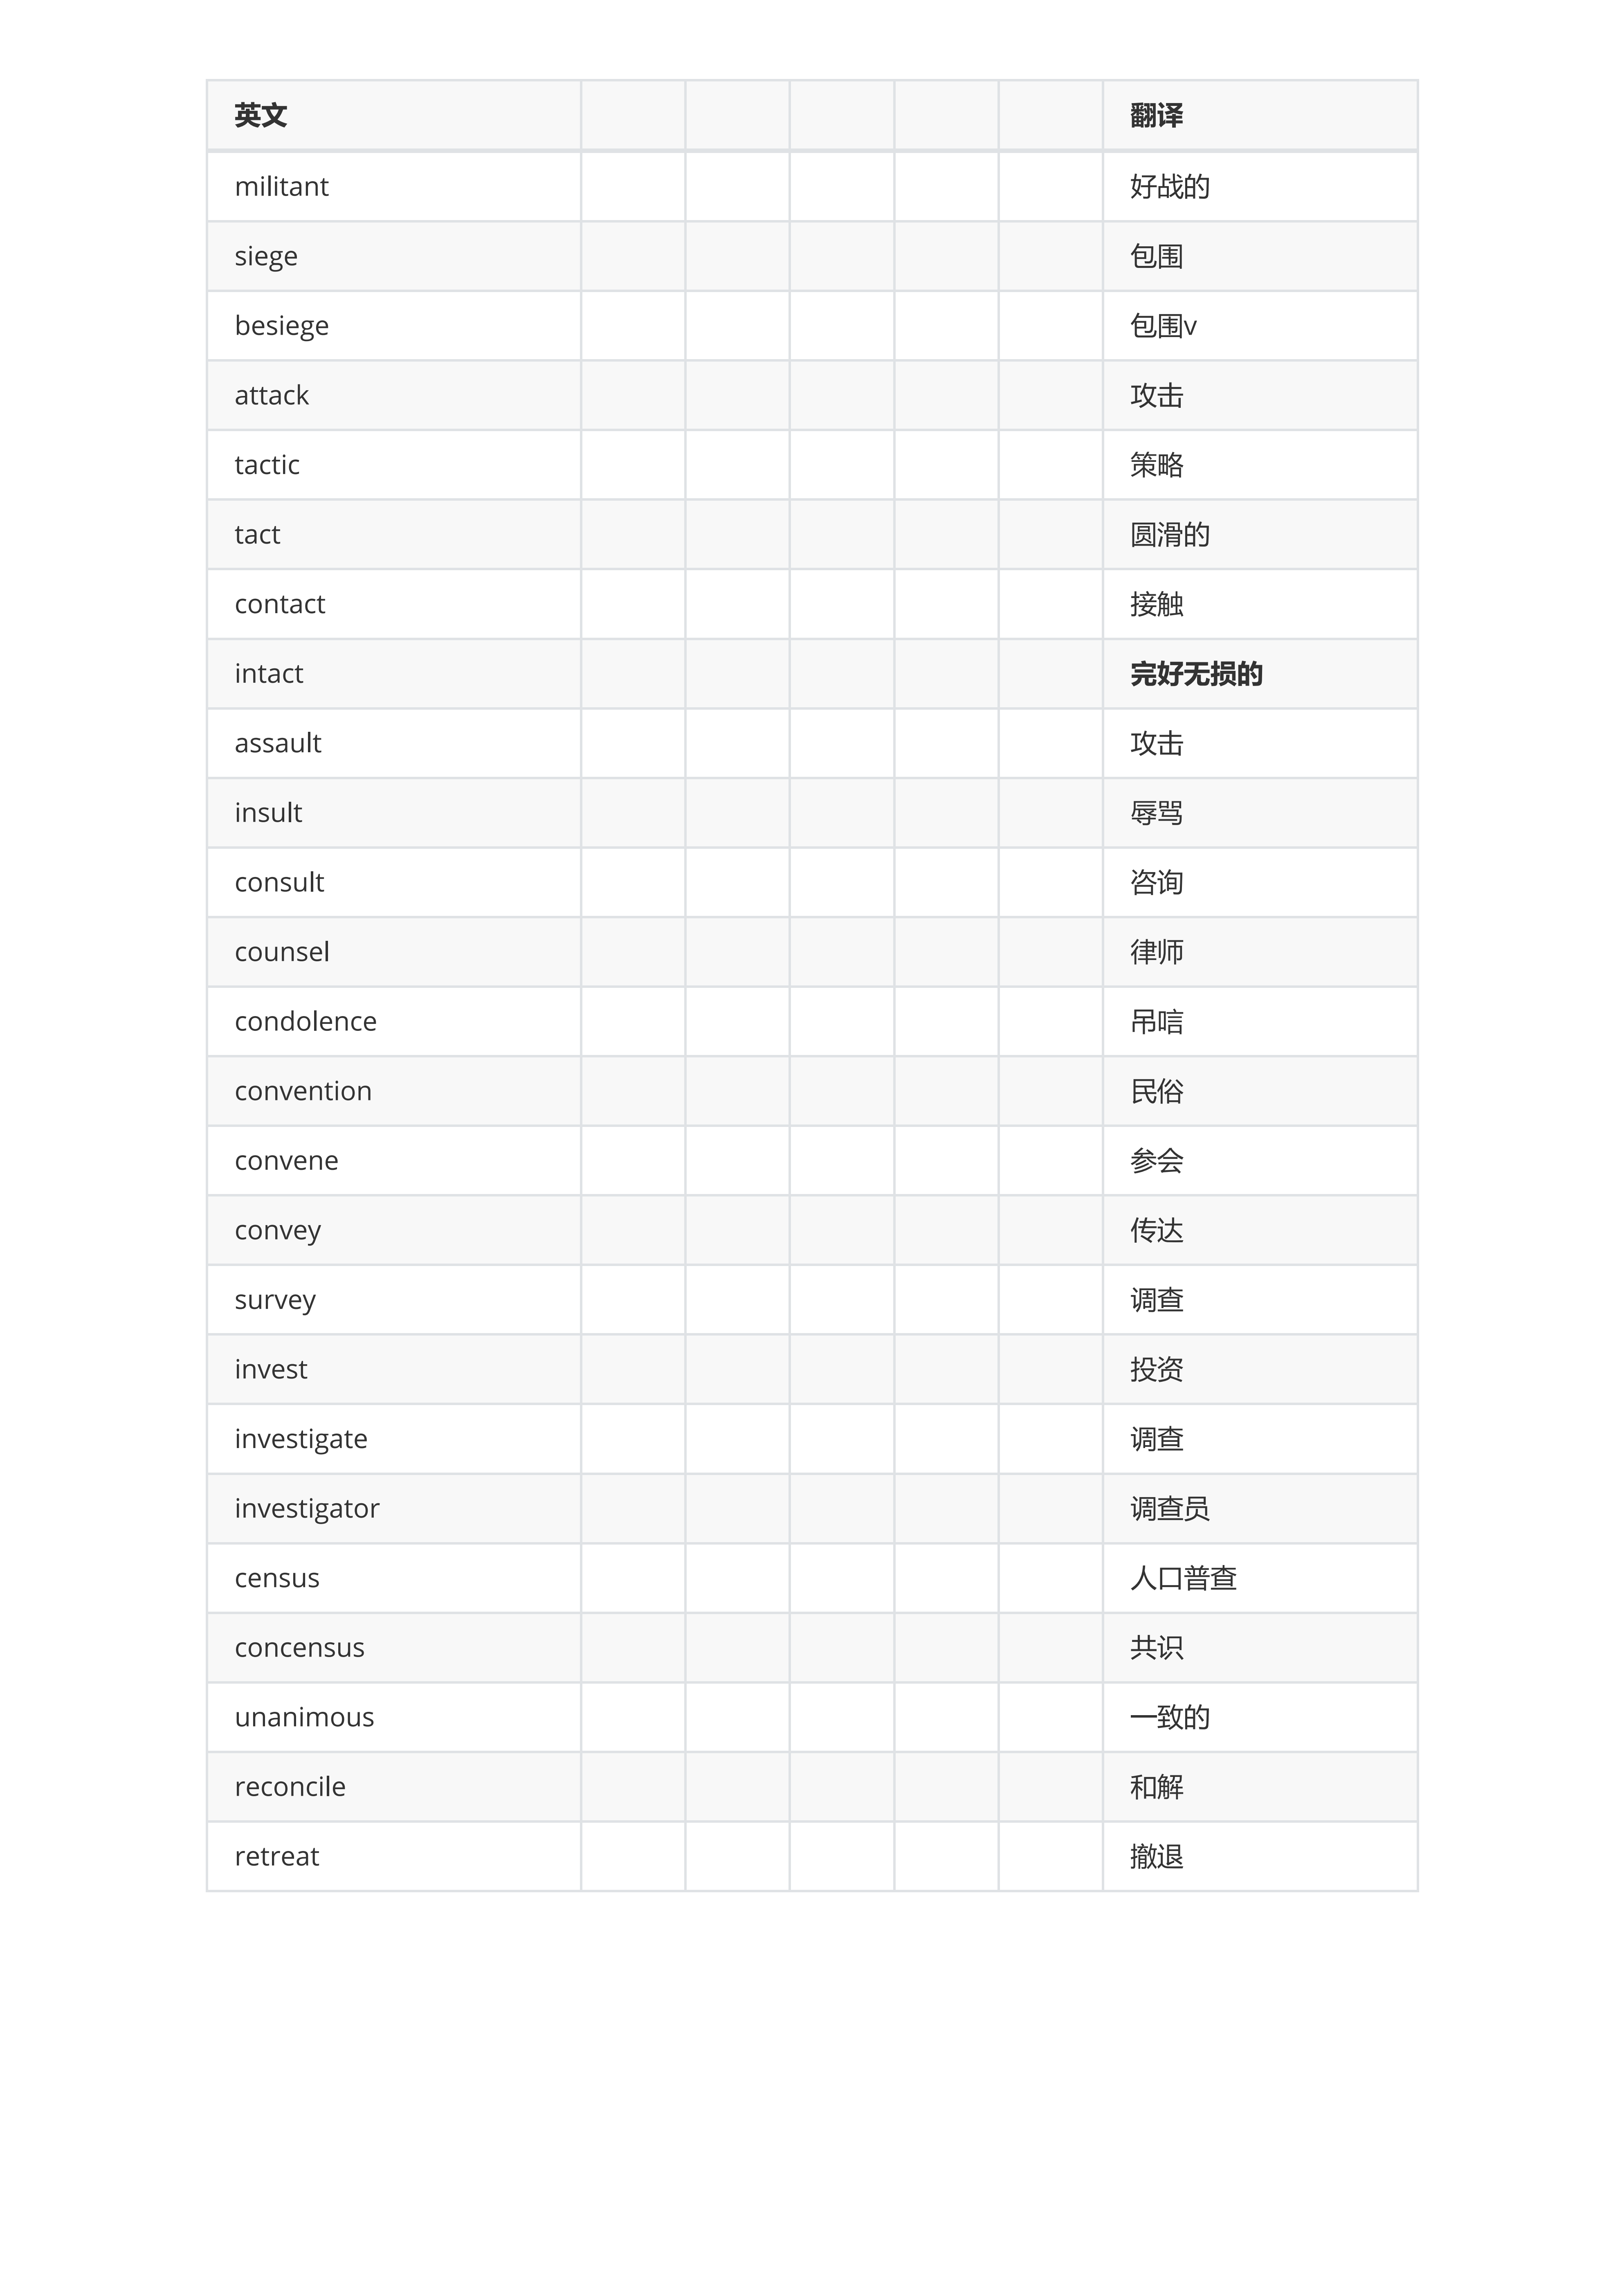 英文 翻译
militant 好战的
siege 包围
besiege 包围v
attack 攻击
tactic 策略
tact 圆滑的
contact 接触
intact 完好无损的
assault 攻击
insult 辱骂
consult 咨询
counsel 律师
condolence 吊唁
convention 民俗
convene 参会
convey 传达
survey 调查
invest 投资
investigate 调查
investigator 调查员
census 人口普查
concensus 共识
unanimous 一致的
reconcile 和解
retreat 撤退